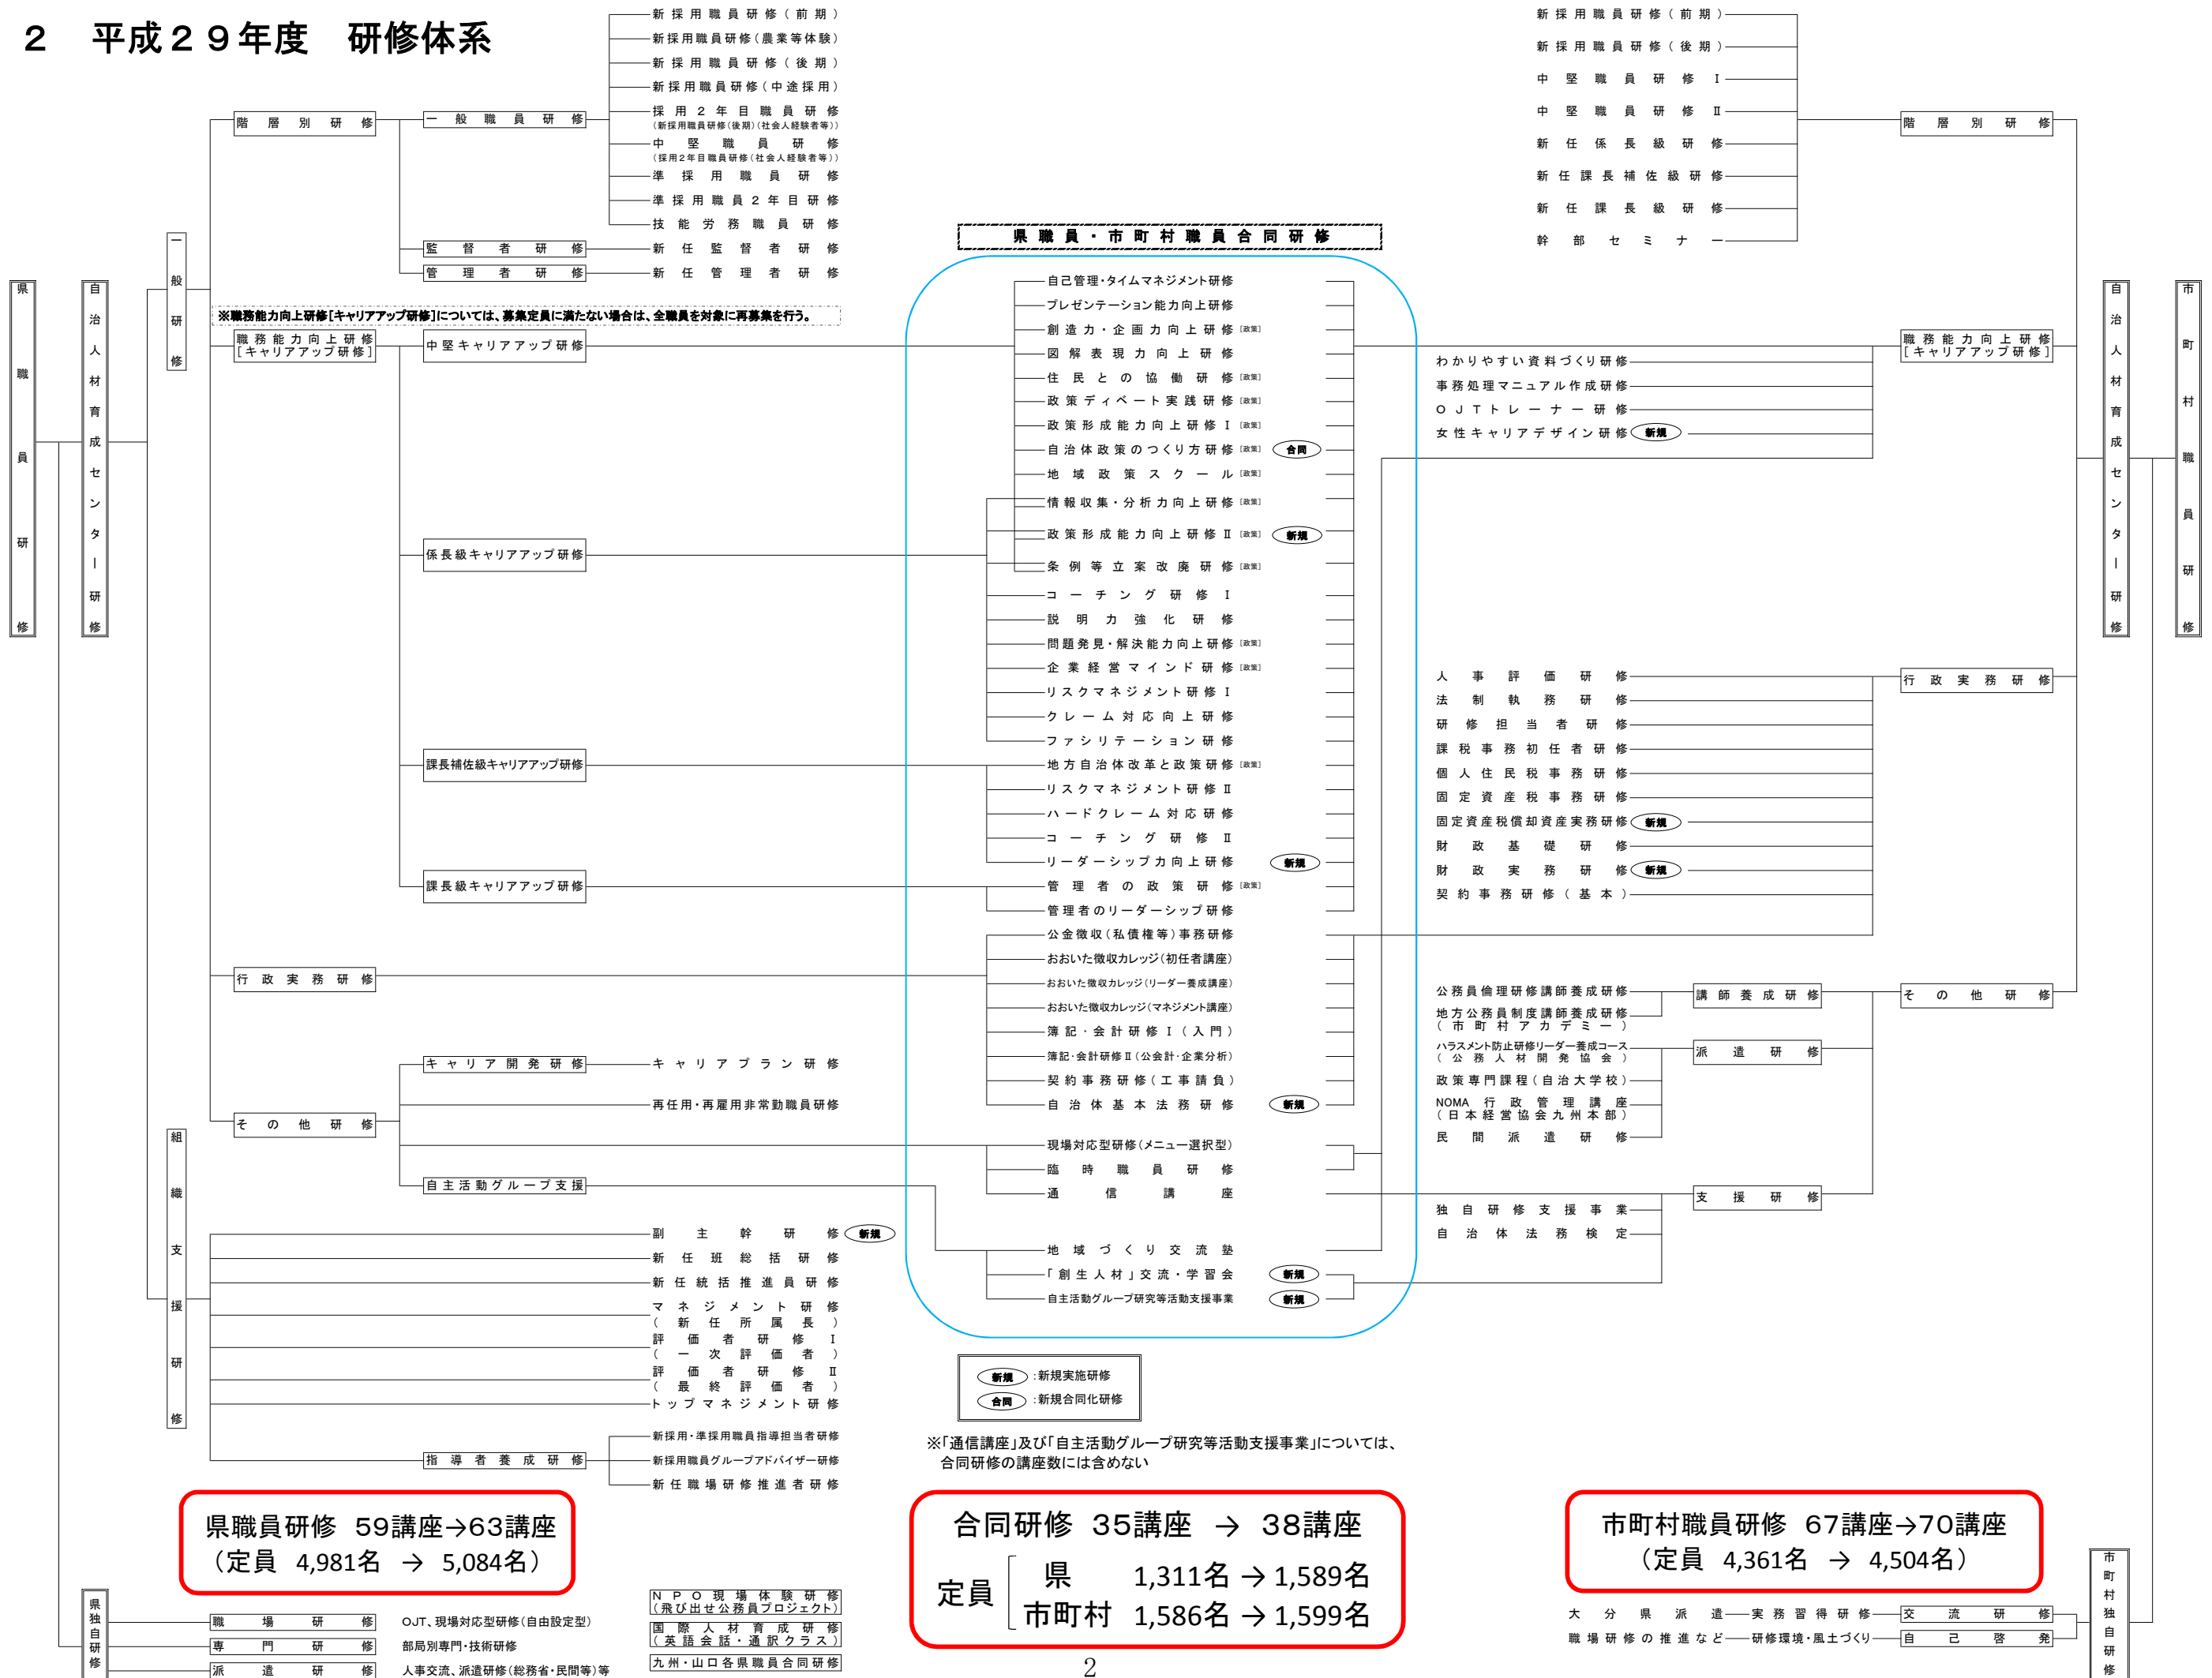 2 平成29年度 研修体系
県職員研修
自治人材育成センター研修
一般研修
階層別研修
一般職員研修
新採用職員研修(前期)
新採用職員研修(農業等体験)
新採用職員研修(後期)
新採用職員研修(中途採用)
採用2年目職員研修
(新採用職員研修(後期)(社会人経験者等))
中堅職員研修
(採用2年目職員研修(社会人経験者等))
準採用職員研修
準採用職員2年目研修
技能労務職員研修
監督者研修
新任監督者研修
管理者研修
新任管理者研修
※職務能力向上研修[キャリアアップ研修]については、募集定員に満たない場合は、全職員を対象に再募集を行う。
職務能力向上研修
[キャリアアップ研修]
中堅キャリアアップ研修
係長級キャリアアップ研修
課長補佐級キャリアアップ研修
課長級キャリアアップ研修
行政実務研修
その他研修
キャリア開発研修
キャリアプラン研修
再任用・再雇用非常勤職員研修
自主活動グループ支援
組織支援研修
副主幹研修 新規
新任班総括研修
新任統括推進員研修
マネジメント研修
(新任所属長)
評価者研修Ⅰ
(一次評価者)
評価者研修Ⅱ
(最終評価者)
トップマネジメント研修
指導者養成研修
新採用・準採用職員指導担当者研修
新採用職員グループアドバイザー研修
新任職場研修推進者研修
県職員・市町村職員合同研修
自己管理・タイムマネジメント研修
プレゼンテーション能力向上研修
創造力・企画力向上研修 [政策]
図解表現力向上研修
住民との協働研修 [政策]
政策ディベート実践研修 [政策]
政策形成能力向上研修Ⅰ [政策]
自治体政策のつくり方研修 [政策] 合同
地域政策スクール [政策]
情報収集・分析力向上研修 [政策]
政策形成能力向上研修Ⅱ [政策] 新規
条例等立案改廃研修 [政策]
コーチング研修Ⅰ
説明力強化研修
問題発見・解決能力向上研修 [政策]
企業経営マインド研修 [政策]
リスクマネジメント研修Ⅰ
クレーム対応向上研修
ファシリテーション研修
地方自治体改革と政策研修 [政策]
リスクマネジメント研修Ⅱ
ハードクレーム対応研修
コーチング研修Ⅱ
リーダーシップ力向上研修 新規
管理者の政策研修 [政策]
管理者のリーダーシップ研修
公金徴収(私債権等)事務研修
おおいた徴収カレッジ(初任者講座)
おおいた徴収カレッジ(リーダー養成講座)
おおいた徴収カレッジ(マネジメント講座)
簿記・会計研修Ⅰ(入門)
簿記・会計研修Ⅱ(公会計・企業分析)
契約事務研修(工事請負)
自治体基本法務研修 新規
現場対応型研修(メニュー選択型)
臨時職員研修
通信講座
地域づくり交流塾
「創生人材」交流・学習会 新規
自主活動グループ研究等活動支援事業 新規
新規 :新規実施研修
合同 :新規合同化研修
※「通信講座」及び「自主活動グループ研究等活動支援事業」については、
合同研修の講座数には含めない
市町村職員研修
自治人材育成センター研修
階層別研修
新採用職員研修(前期)
新採用職員研修(後期)
中堅職員研修Ⅰ
中堅職員研修Ⅱ
新任係長級研修
新任課長補佐級研修
新任課長級研修
幹部セミナー
職務能力向上研修
[キャリアアップ研修]
わかりやすい資料づくり研修
事務処理マニュアル作成研修
OJTトレーナー研修
女性キャリアデザイン研修 新規
行政実務研修
人事評価研修
法制執務研修
研修担当者研修
課税事務初任者研修
個人住民税事務研修
固定資産税事務研修
固定資産税償却資産実務研修 新規
財政基礎研修
財政実務研修 新規
契約事務研修(基本)
その他研修
講師養成研修
公務員倫理研修講師養成研修
地方公務員制度講師養成研修
(市町村アカデミー)
派遣研修
ハラスメント防止研修リーダー養成コース
(公務人材開発協会)
政策専門課程(自治大学校)
NOMA行政管理講座
(日本経営協会九州本部)
民間派遣研修
支援研修
独自研修支援事業
自治体法務検定
県職員研修 59講座→63講座
(定員 4,981名 → 5,084名)
合同研修 35講座 → 38講座
定員
県 1,311名 → 1,589名
市町村 1,586名 → 1,599名
市町村職員研修 67講座→70講座
(定員 4,361名 → 4,504名)
県独自研修
職場研修
OJT、現場対応型研修(自由設定型)
専門研修
部局別専門・技術研修
派遣研修
人事交流、派遣研修(総務省・民間等)等
NPO現場体験研修
(飛び出せ公務員プロジェクト)
国際人材育成研修
(英語会話・通訳クラス)
九州・山口各県職員合同研修
市町村独自研修
大分県派遣 実務習得研修 交流研修
職場研修の推進など 研修環境・風土づくり 自己啓発
2